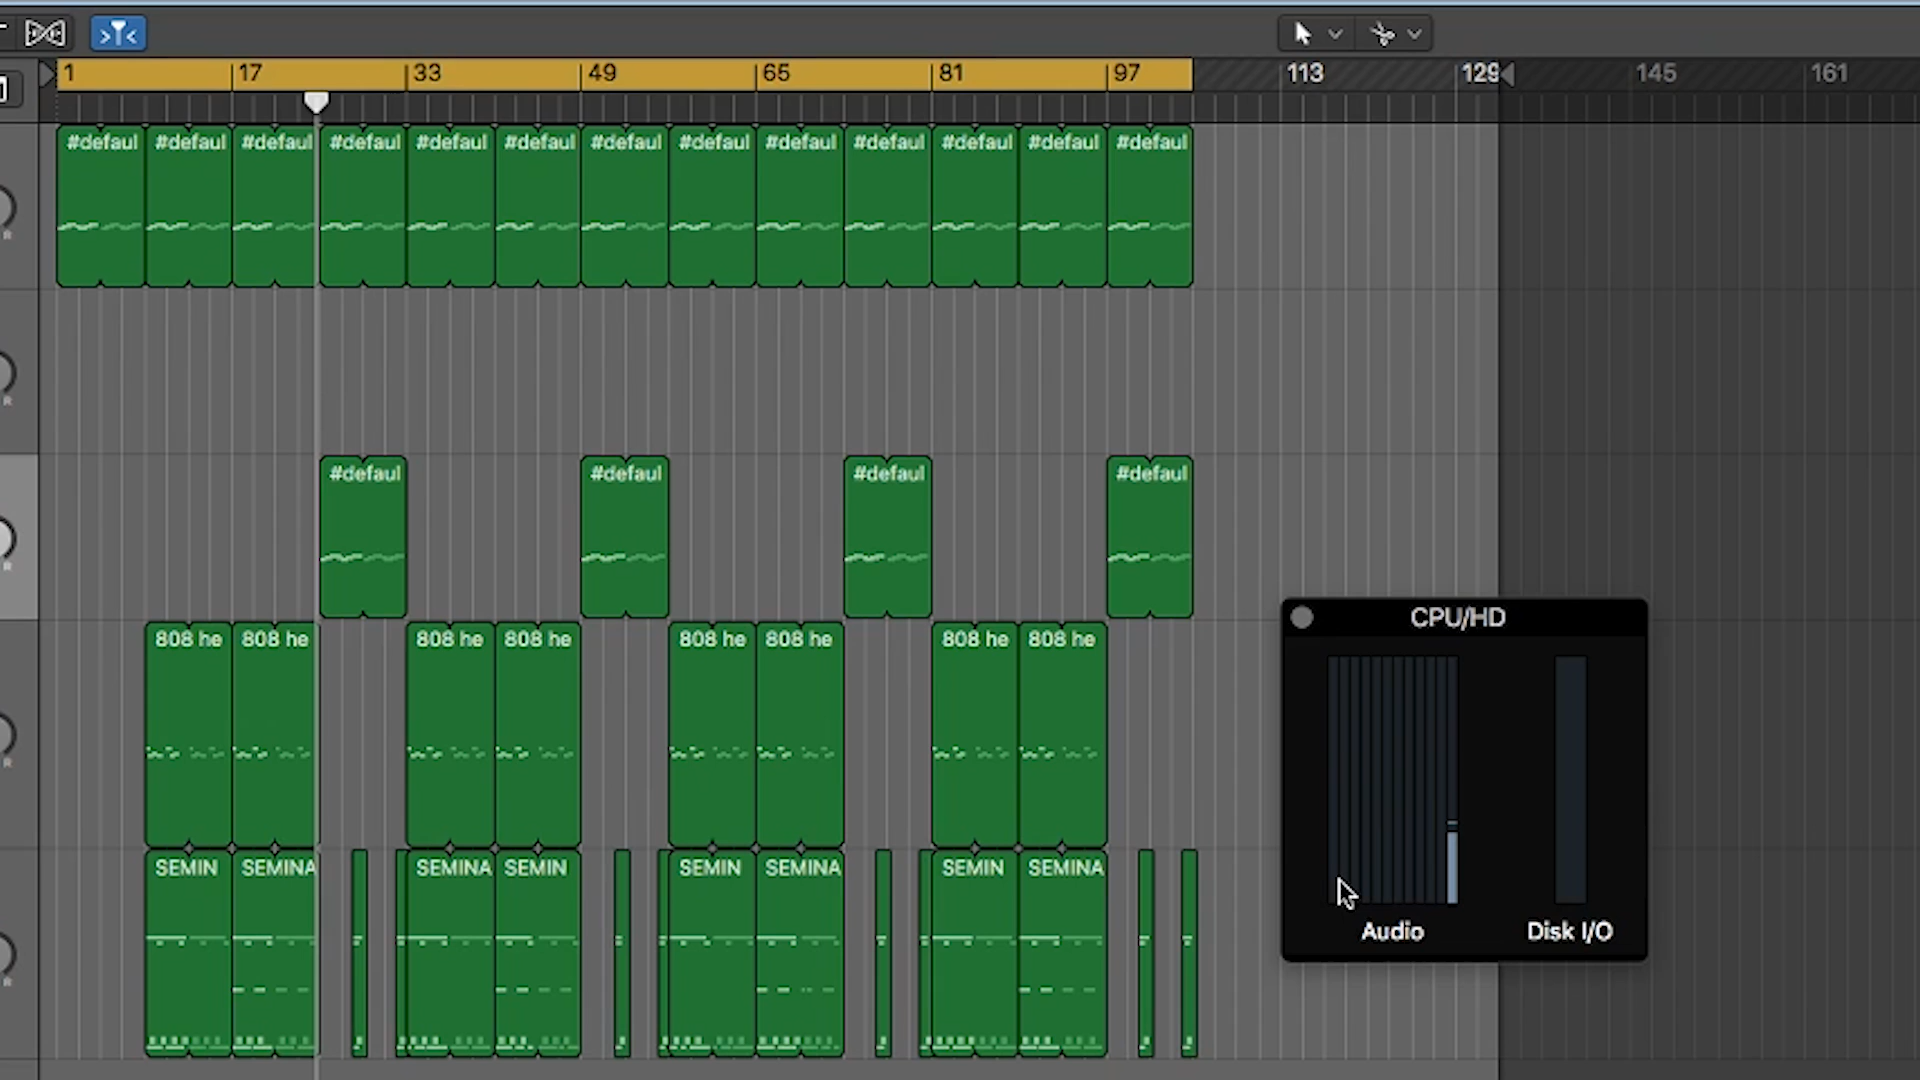 1 17 33 49 65 81 97 113 129 145 161
#defaul #defaul #defaul #defaul #defaul #defaul #defaul #defaul #defaul #defaul #defaul #defaul #defaul
R
R
#defaul #defaul #defaul #defaul
R
CPU/HD
808 he 808 he 808 he 808 he 808 he 808 he 808 he 808 he
R
SEMIN SEMINA SEMINA SEMIN SEMIN SEMINA SEMIN SEMINA
Audio Disk I/O
R